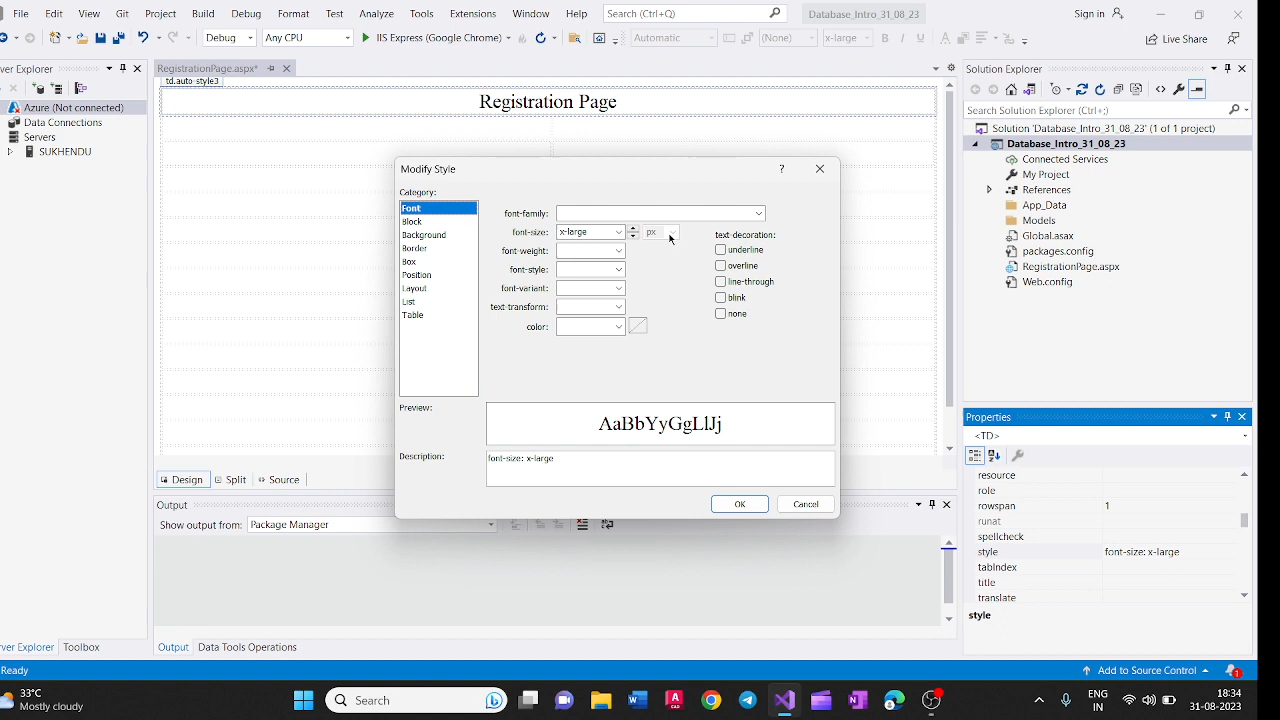 File Edit View Git Project Build Debug Format Test Analyze Tools Extensions Window Help Search (Ctrl+Q) Database_Intro_31_08_23 Sign in
Debug Any CPU IIS Express (Google Chrome) Automatic (None) x-large B I U A Live Share
ver Explorer
Azure (Not connected)
Data Connections
Servers
SUKHENDU
RegistrationPage.aspx*
td.auto-style3
Registration Page
Modify Style ?
Category:
Font
Block
Background
Border
Box
Position
Layout
List
Table
font-family:
font-size: x-large px
font-weight:
font-style:
font-variant:
text-transform:
color:
text-decoration:
underline
overline
line-through
blink
none
Preview:
AaBbYyGgLlJj
Description:
font-size: x-large
OK Cancel
Design Split Source
Output
Show output from: Package Manager
ver Explorer Toolbox Output Data Tools Operations
Solution Explorer
Search Solution Explorer (Ctrl+;)
Solution 'Database_Intro_31_08_23' (1 of 1 project)
Database_Intro_31_08_23
Connected Services
My Project
References
App_Data
Models
Global.asax
packages.config
RegistrationPage.aspx
Web.config
Properties
<TD>
resource
role
rowspan 1
runat
spellcheck
style font-size: x-large
tabIndex
title
translate
style
Ready Add to Source Control 1
33°C
Mostly cloudy
Search
ENG
IN
18:34
31-08-2023